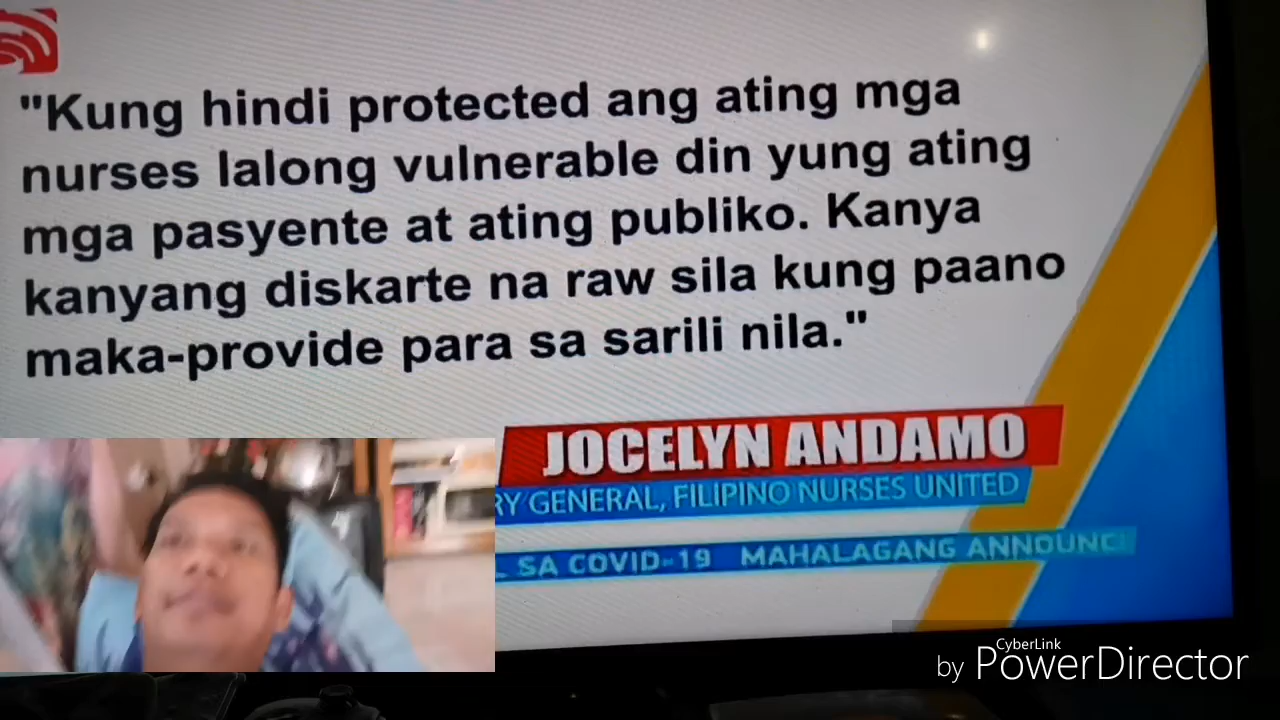 "Kung hindi protected ang ating mga
nurses lalong vulnerable din yung ating
mga pasyente at ating publiko. Kanya
kanyang diskarte na raw sila kung paano
maka-provide para sa sarili nila."
JOCELYN ANDAMO
RY GENERAL, FILIPINO NURSES UNITED
SA COVID-19 MAHALAGANG ANNOUNC
CyberLink
by PowerDirector